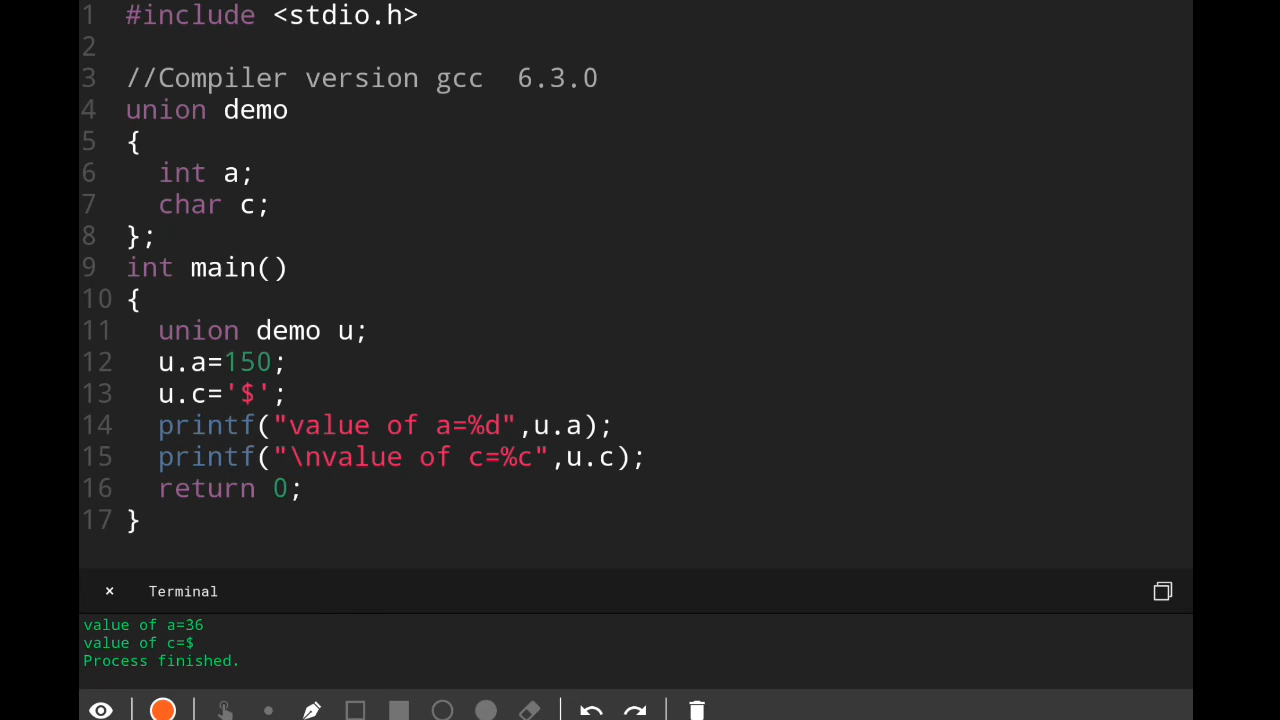 1 #include <stdio.h>
2
3 //Compiler version gcc  6.3.0
4 union demo
5 {
6   int a;
7   char c;
8 };
9 int main()
10 {
11   union demo u;
12   u.a=150;
13   u.c='$';
14   printf("value of a=%d",u.a);
15   printf("\nvalue of c=%c",u.c);
16   return 0;
17 }
× Terminal
value of a=36
value of c=$
Process finished.